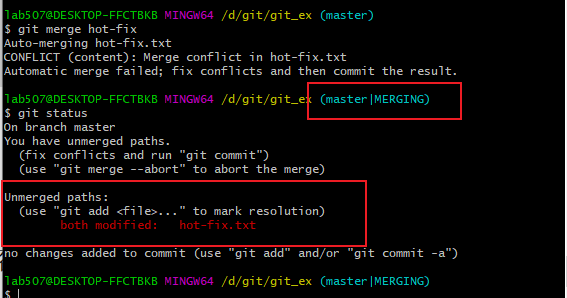 lab507@DESKTOP-FFCTBKB MINGW64 /d/git/git_ex (master)
$ git merge hot-fix
Auto-merging hot-fix.txt
CONFLICT (content): Merge conflict in hot-fix.txt
Automatic merge failed; fix conflicts and then commit the result.
lab507@DESKTOP-FFCTBKB MINGW64 /d/git/git_ex (master|MERGING)
$ git status
On branch master
You have unmerged paths.
(fix conflicts and run "git commit")
(use "git merge --abort" to abort the merge)
Unmerged paths:
(use "git add <file>..." to mark resolution)
both modified: hot-fix.txt
no changes added to commit (use "git add" and/or "git commit -a")
lab507@DESKTOP-FFCTBKB MINGW64 /d/git/git_ex (master|MERGING)
$